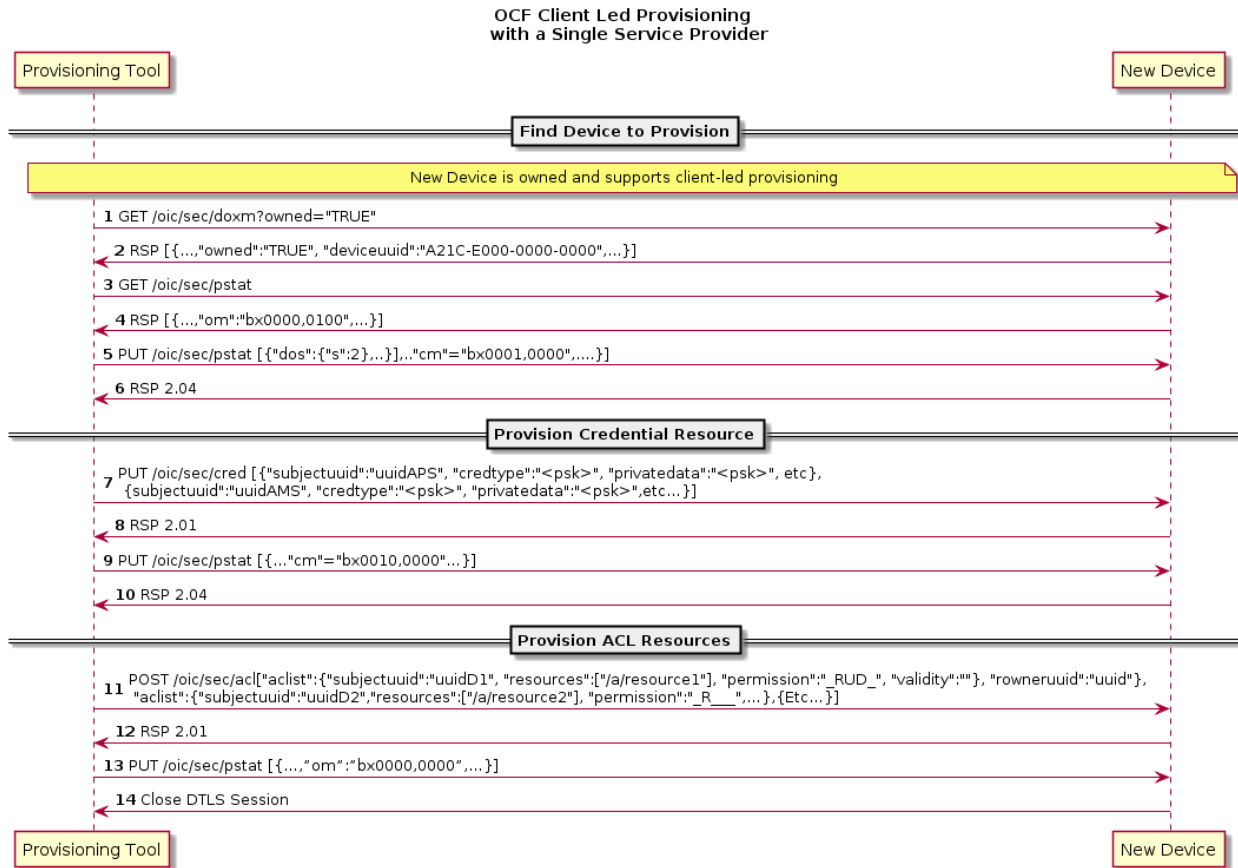 OCF Client Led Provisioning
with a Single Service Provider
Provisioning Tool
New Device
Find Device to Provision
New Device is owned and supports client-led provisioning
1 GET /oic/sec/doxm?owned="TRUE"
2 RSP [{...,"owned":"TRUE", "deviceuuid":"A21C-E000-0000-0000",...}]
3 GET /oic/sec/pstat
4 RSP [{...,"om":"bx0000,0100",...}]
5 PUT /oic/sec/pstat [{"dos":{"s":2},..}],.."cm"="bx0001,0000",....}]
6 RSP 2.04
Provision Credential Resource
7 PUT /oic/sec/cred [{"subjectuuid":"uuidAPS", "credtype":"<psk>", "privatedata":"<psk>", etc},
{subjectuuid":"uuidAMS", "credtype":"<psk>", "privatedata":"<psk>",etc...}]
8 RSP 2.01
9 PUT /oic/sec/pstat [{..."cm"="bx0010,0000"...}]
10 RSP 2.04
Provision ACL Resources
11 POST /oic/sec/acl["aclist":{"subjectuuid":"uuidD1", "resources":["/a/resource1"], "permission":"_RUD_", "validity":""}, "rowneruuid":"uuid"},
"aclist":{"subjectuuid":"uuidD2","resources":["/a/resource2"], "permission":"_R___",...},{Etc...}]
12 RSP 2.01
13 PUT /oic/sec/pstat [{...,"om":"bx0000,0000",...}]
14 Close DTLS Session
Provisioning Tool
New Device